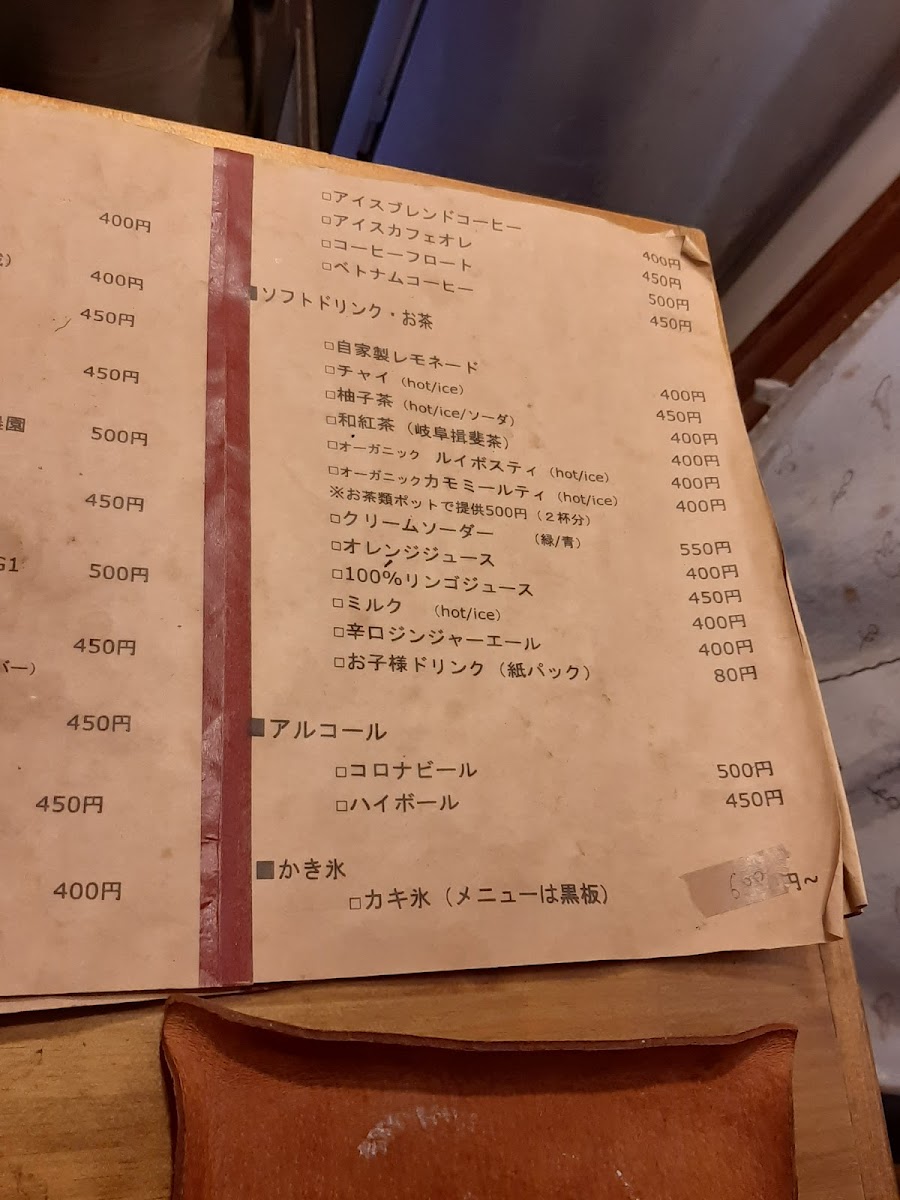 400円
400円
450円
450円
園
500円
450円
G1
500円
450円
バー）
450円
450円
400円
□アイスブレンドコーヒー 400円
□アイスカフェオレ 450円
□コーヒーフロート 500円
□ベトナムコーヒー 450円
■ソフトドリンク・お茶
□自家製レモネード 400円
□チャイ（hot/ice） 450円
□柚子茶（hot/ice/ソーダ） 400円
□和紅茶（岐阜揖斐茶） 400円
□オーガニック ルイボスティ（hot/ice） 400円
□オーガニックカモミールティ（hot/ice） 400円
※お茶類ポットで提供500円（２杯分）
□クリームソーダー （緑/青） 550円
□オレンジジュース 400円
□100%リンゴジュース 450円
□ミルク （hot/ice） 400円
□辛口ジンジャーエール 400円
□お子様ドリンク（紙パック） 80円
■アルコール
□コロナビール 500円
□ハイボール 450円
■かき氷
□カキ氷（メニューは黒板） 600円～